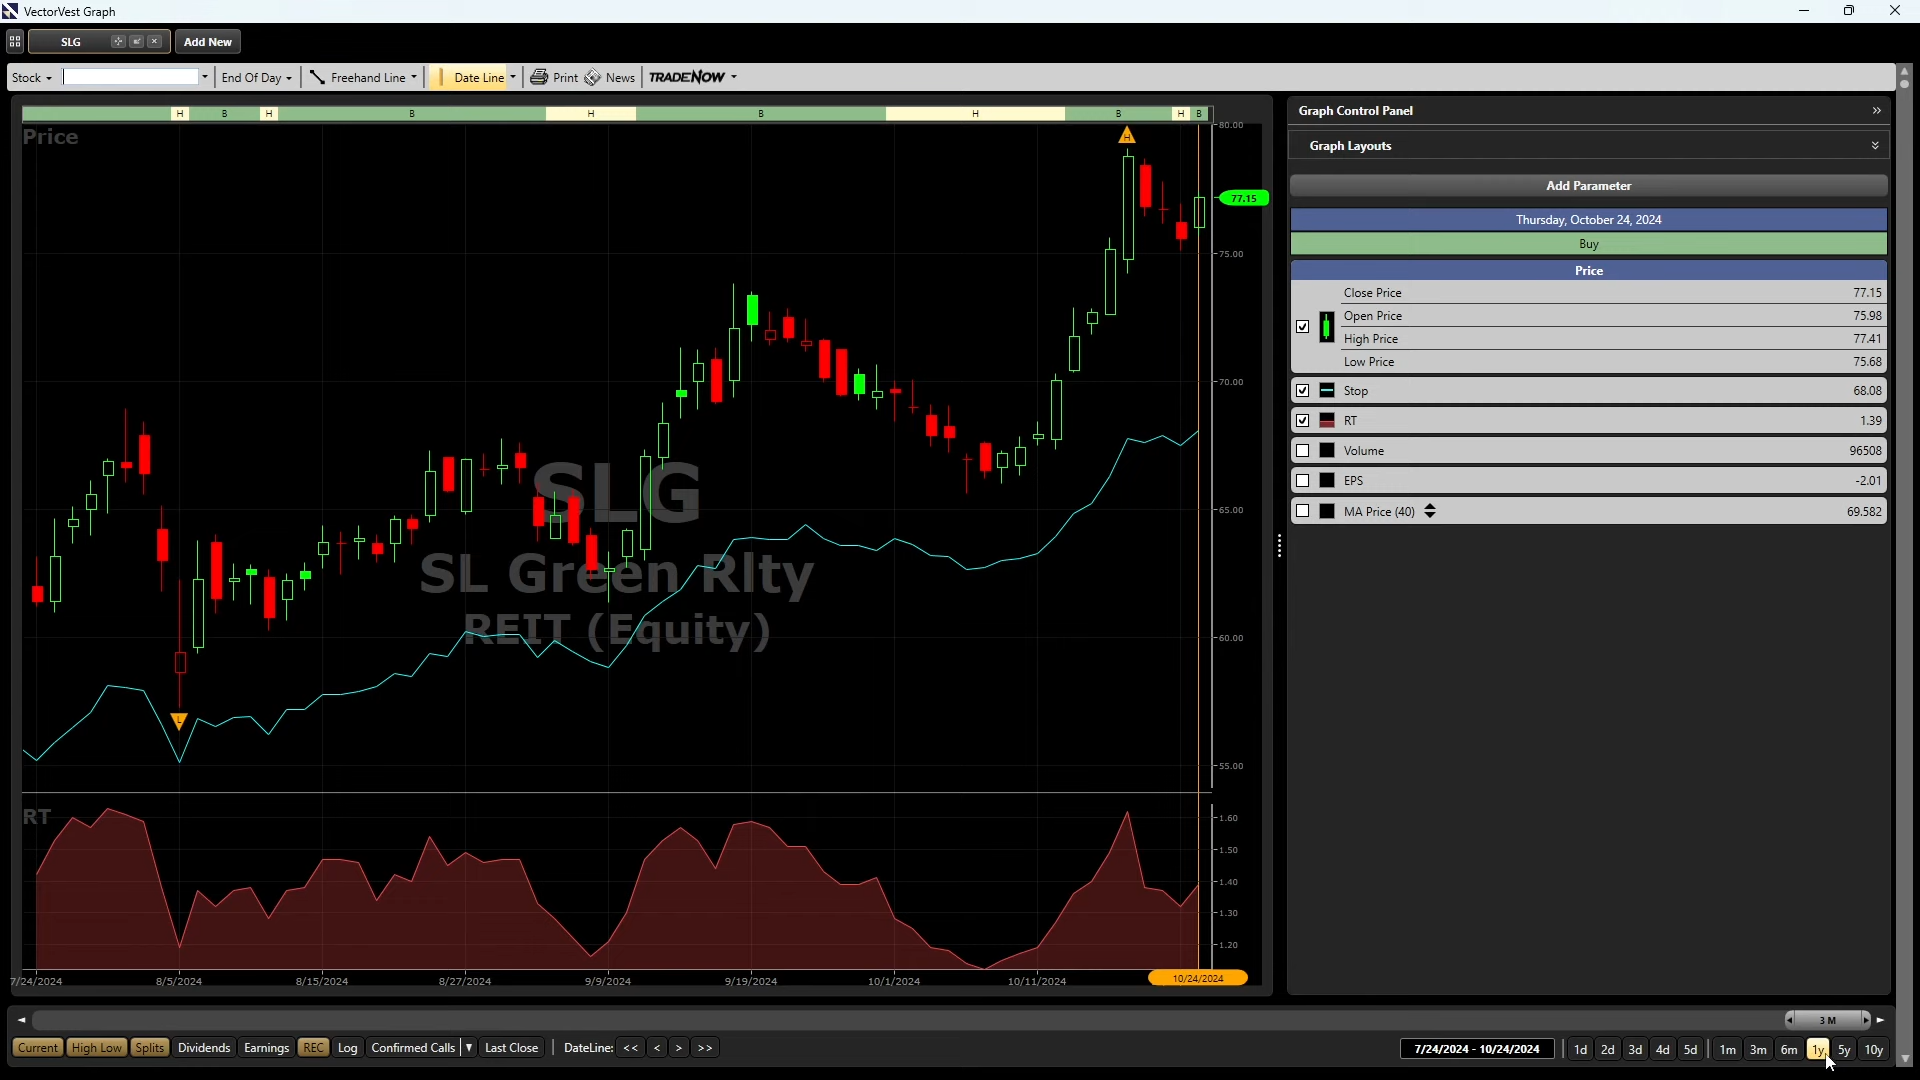 VectorVest Graph
SLG
Add New
Stock
End Of Day
Freehand Line
Date Line
Print
News
TRADENOW
H B H B H B H B H B
Price
H
L
SLG
SL Green Rlty
REIT (Equity)
80.00
77.15
75.00
70.00
65.00
60.00
55.00
RT
1.60
1.50
1.40
1.30
1.20
7/24/2024 8/5/2024 8/15/2024 8/27/2024 9/9/2024 9/19/2024 10/1/2024 10/11/2024 10/24/2024
Graph Control Panel
Graph Layouts
Add Parameter
Thursday, October 24, 2024
Buy
Price
Close Price 77.15
Open Price 75.98
High Price 77.41
Low Price 75.68
Stop 68.08
RT 1.39
Volume 96508
EPS -2.01
MA Price (40) 69.582
3 M
Current High Low Splits Dividends Earnings REC Log Confirmed Calls Last Close DateLine: << < > >> 7/24/2024 - 10/24/2024 1d 2d 3d 4d 5d 1m 3m 6m 1y 5y 10y